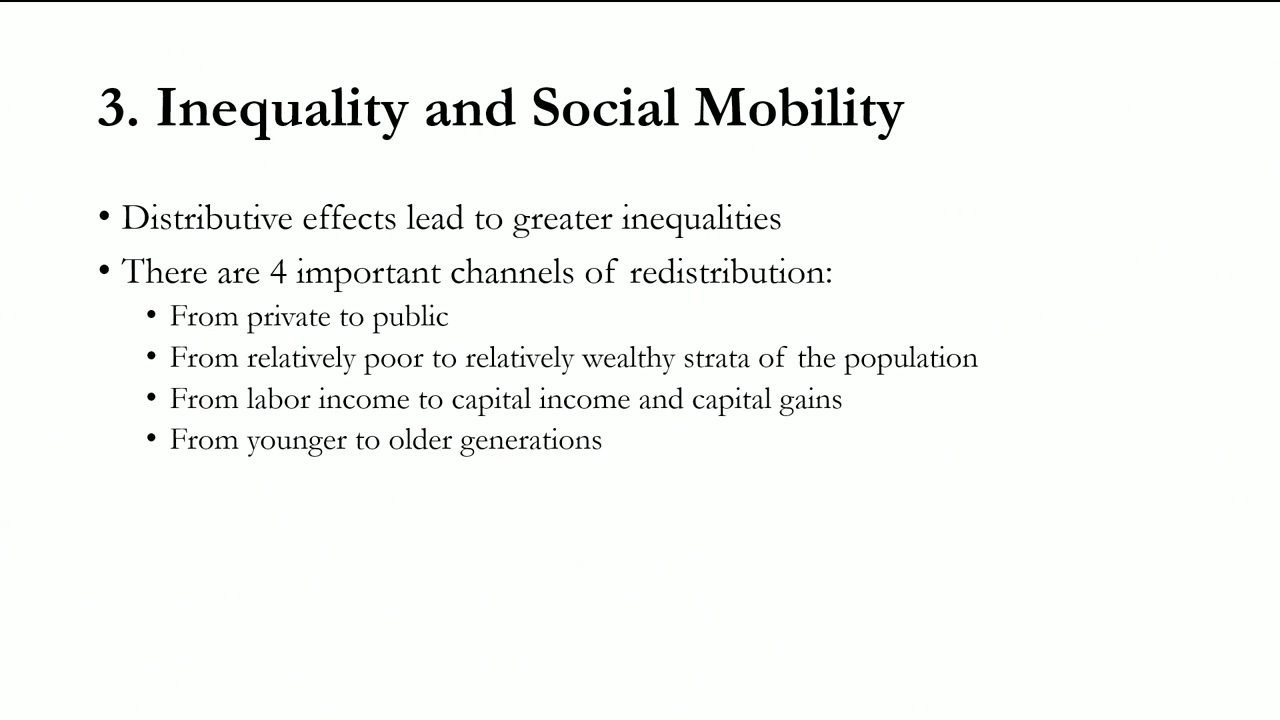 3. Inequality and Social Mobility
• Distributive effects lead to greater inequalities
• There are 4 important channels of redistribution:
• From private to public
• From relatively poor to relatively wealthy strata of the population
• From labor income to capital income and capital gains
• From younger to older generations